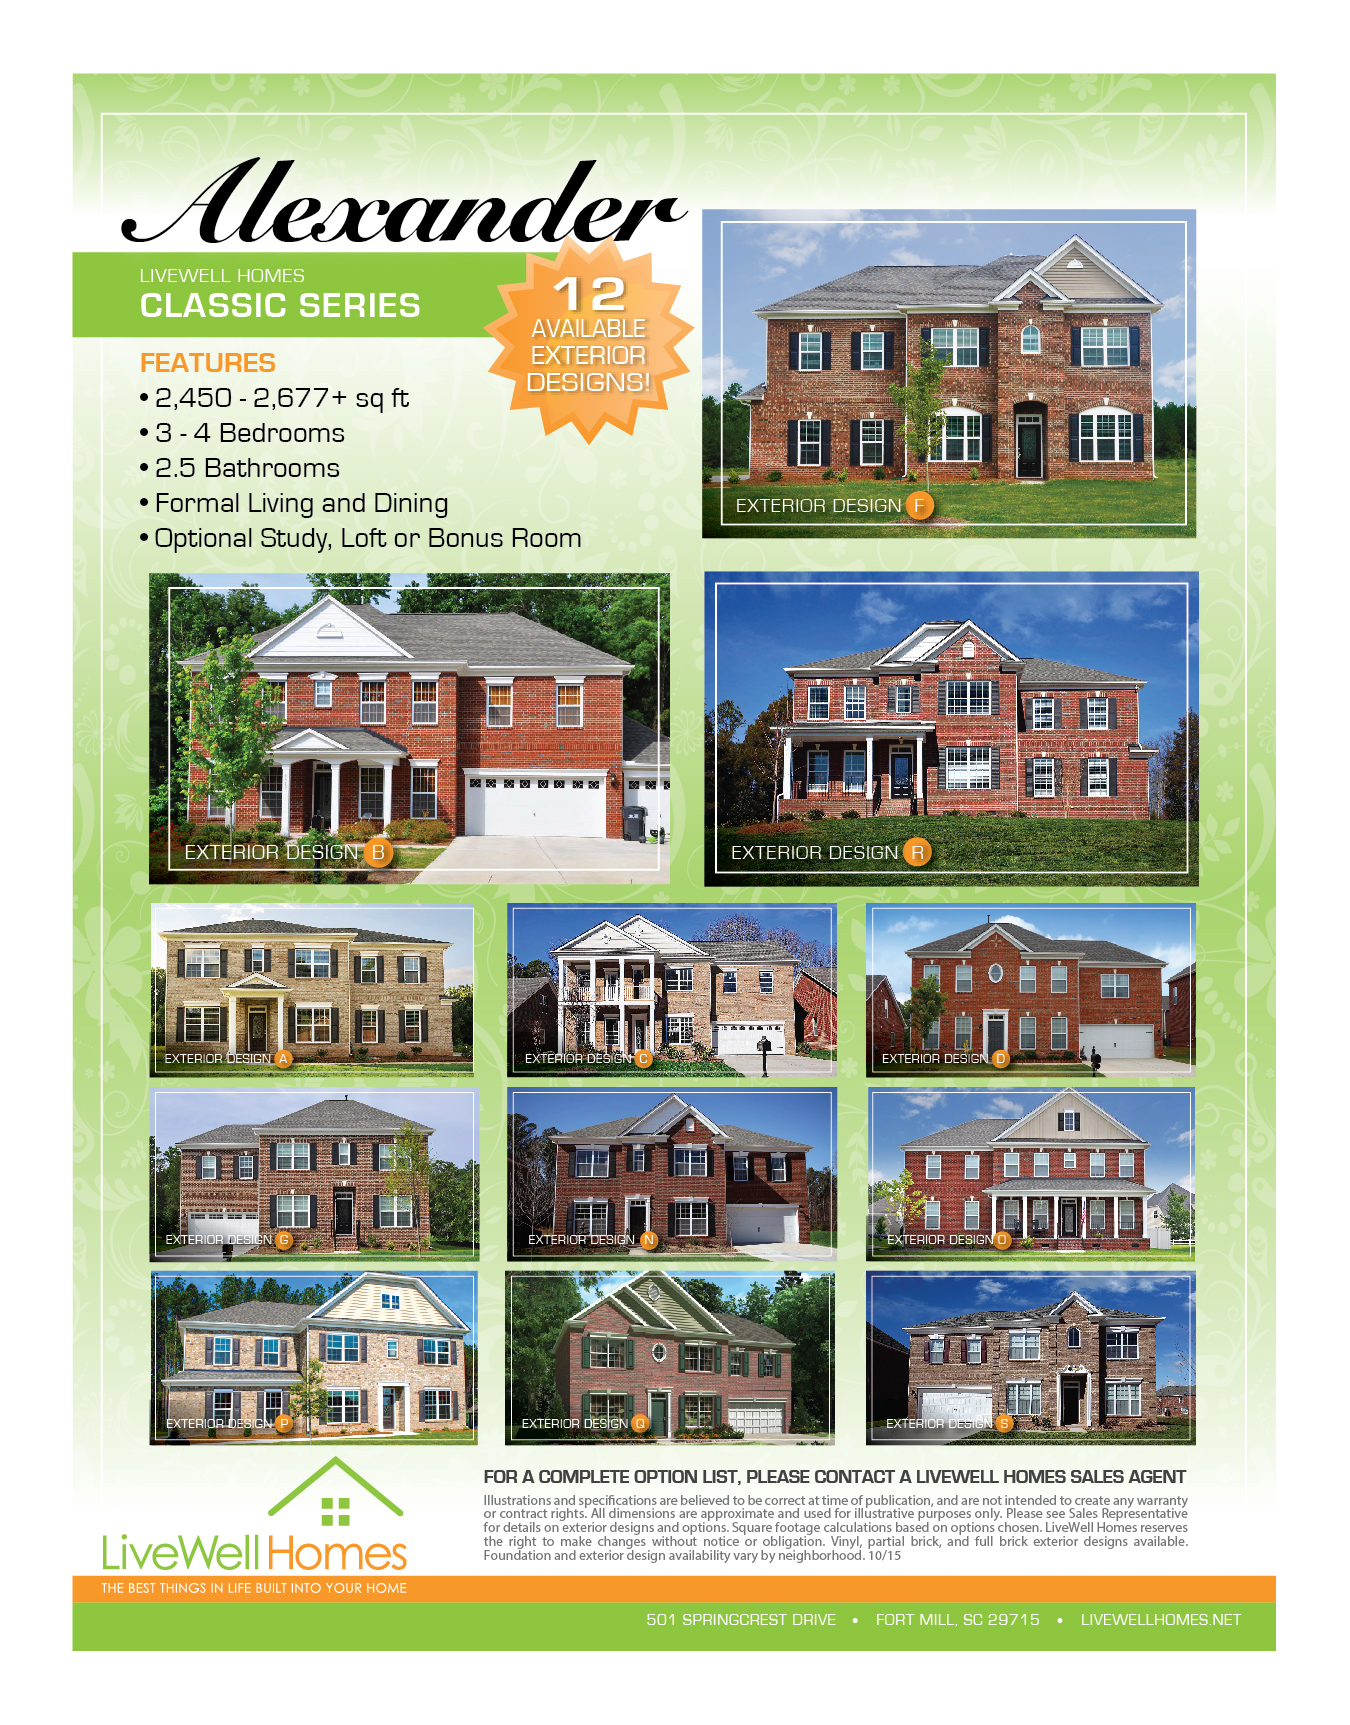 Alexander
LIVEWELL HOMES
CLASSIC SERIES
12
AVAILABLE
EXTERIOR
DESIGNS!
FEATURES
• 2,450 - 2,677+ sq ft
• 3 - 4 Bedrooms
• 2.5 Bathrooms
• Formal Living and Dining
• Optional Study, Loft or Bonus Room
EXTERIOR DESIGN F
EXTERIOR DESIGN B
EXTERIOR DESIGN R
EXTERIOR DESIGN A
EXTERIOR DESIGN C
EXTERIOR DESIGN D
EXTERIOR DESIGN G
EXTERIOR DESIGN N
EXTERIOR DESIGN O
EXTERIOR DESIGN P
EXTERIOR DESIGN Q
EXTERIOR DESIGN S
LiveWell Homes
THE BEST THINGS IN LIFE BUILT INTO YOUR HOME
FOR A COMPLETE OPTION LIST, PLEASE CONTACT A LIVEWELL HOMES SALES AGENT
Illustrations and specifications are believed to be correct at time of publication, and are not intended to create any warranty
or contract rights. All dimensions are approximate and used for illustrative purposes only. Please see Sales Representative
for details on exterior designs and options. Square footage calculations based on options chosen. LiveWell Homes reserves
the right to make changes without notice or obligation. Vinyl, partial brick, and full brick exterior designs available.
Foundation and exterior design availability vary by neighborhood. 10/15
501 SPRINGCREST DRIVE • FORT MILL, SC 29715 • LIVEWELLHOMES.NET